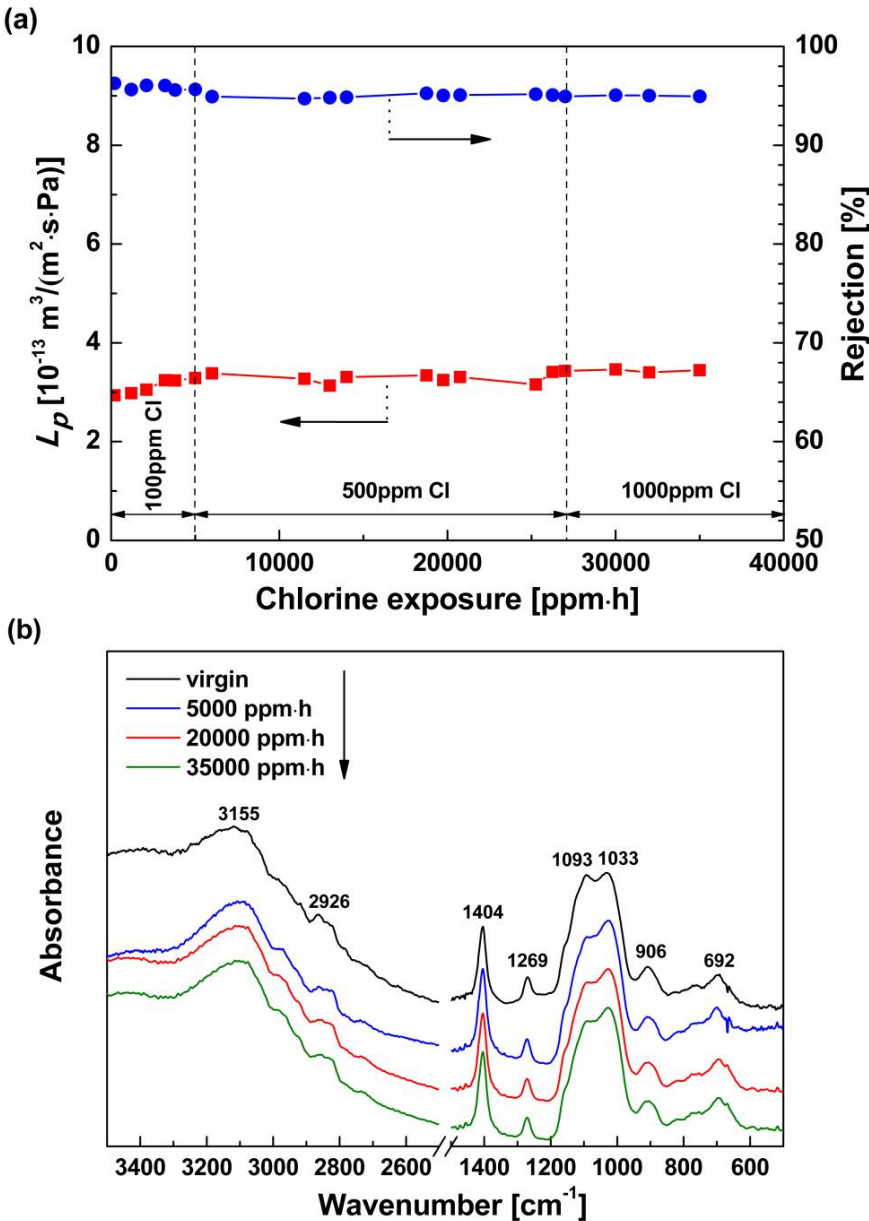 (a)
10
8
6
4
2
0
100
90
80
70
60
50
L_p [10⁻¹³ m³/(m²·s·Pa)]
Rejection [%]
100ppm Cl
500ppm Cl
1000ppm Cl
0
10000
20000
30000
40000
Chlorine exposure [ppm·h]
(b)
virgin
5000 ppm·h
20000 ppm·h
35000 ppm·h
3155
2926
1404
1269
1093
1033
906
692
Absorbance
3400
3200
3000
2800
2600
1400
1200
1000
800
600
Wavenumber [cm⁻¹]